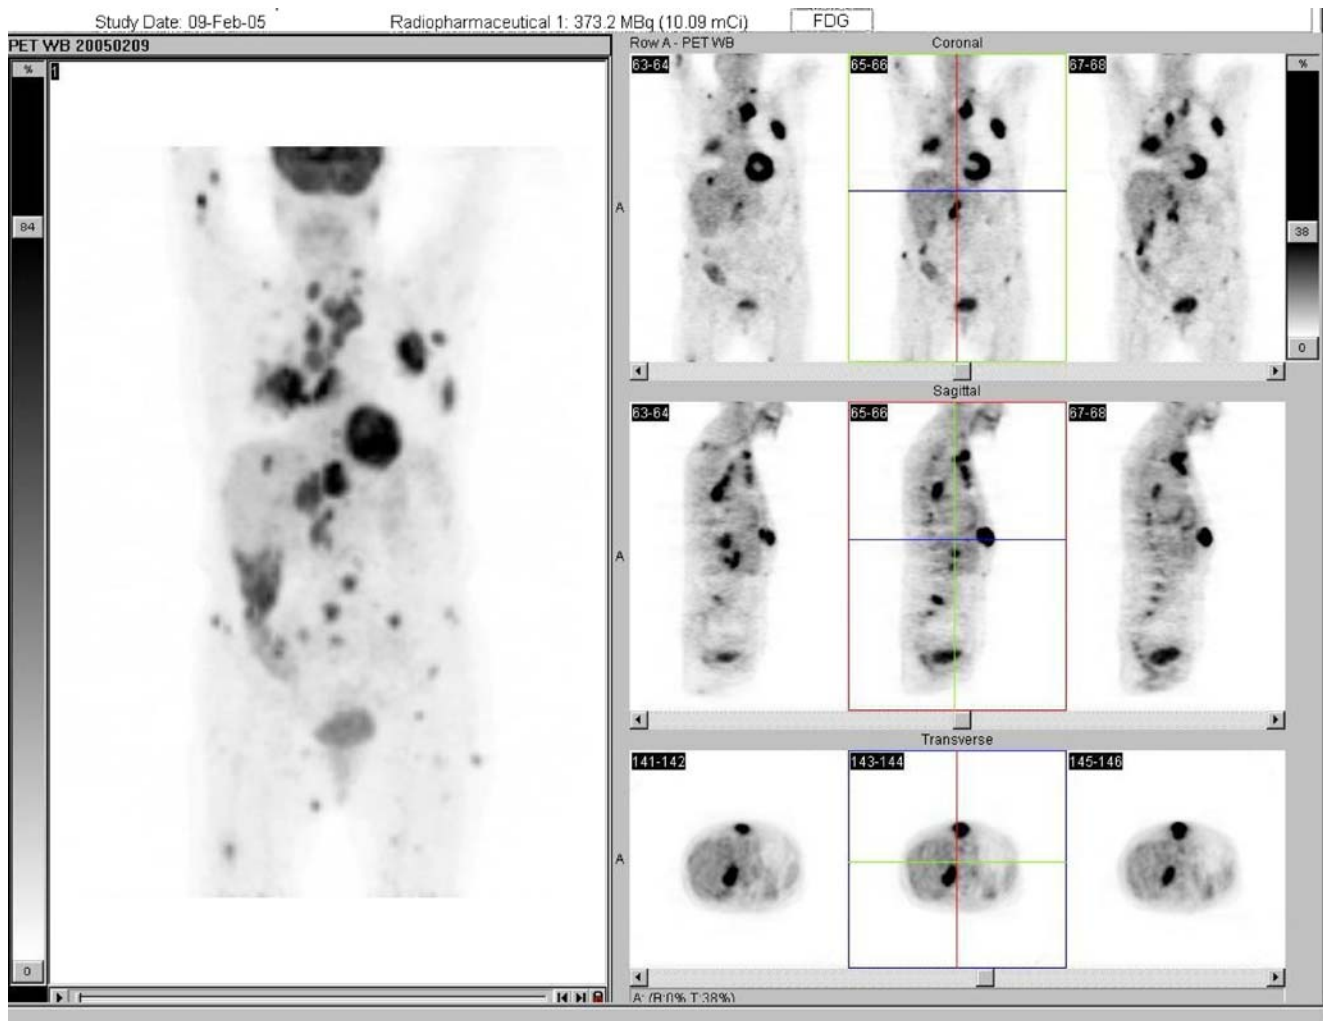 Study Date: 09-Feb-05 Radiopharmaceutical 1: 373.2 MBq (10.09 mCi) FDG
PET WB 20050209
%
1
84
0
Row A - PET WB Coronal
63-64 65-66 67-68
%
A
38
0
Sagittal
63-64 65-66 67-68
A
Transverse
141-142 143-144 145-146
A
A: (B:0% T:38%)